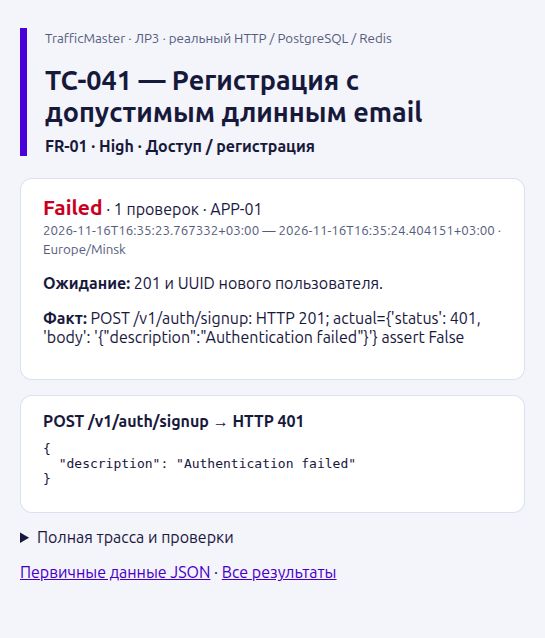 TrafficMaster · ЛР3 · реальный HTTP / PostgreSQL / Redis
TC-041 — Регистрация с
допустимым длинным email
FR-01 · High · Доступ / регистрация
Failed · 1 проверок · APP-01
2026-11-16T16:35:23.767332+03:00 — 2026-11-16T16:35:24.404151+03:00 ·
Europe/Minsk
Ожидание: 201 и UUID нового пользователя.
Факт: POST /v1/auth/signup: HTTP 201; actual={'status': 401,
'body': '{"description":"Authentication failed"}'} assert False
POST /v1/auth/signup → HTTP 401
{
  "description": "Authentication failed"
}
▶ Полная трасса и проверки
Первичные данные JSON · Все результаты